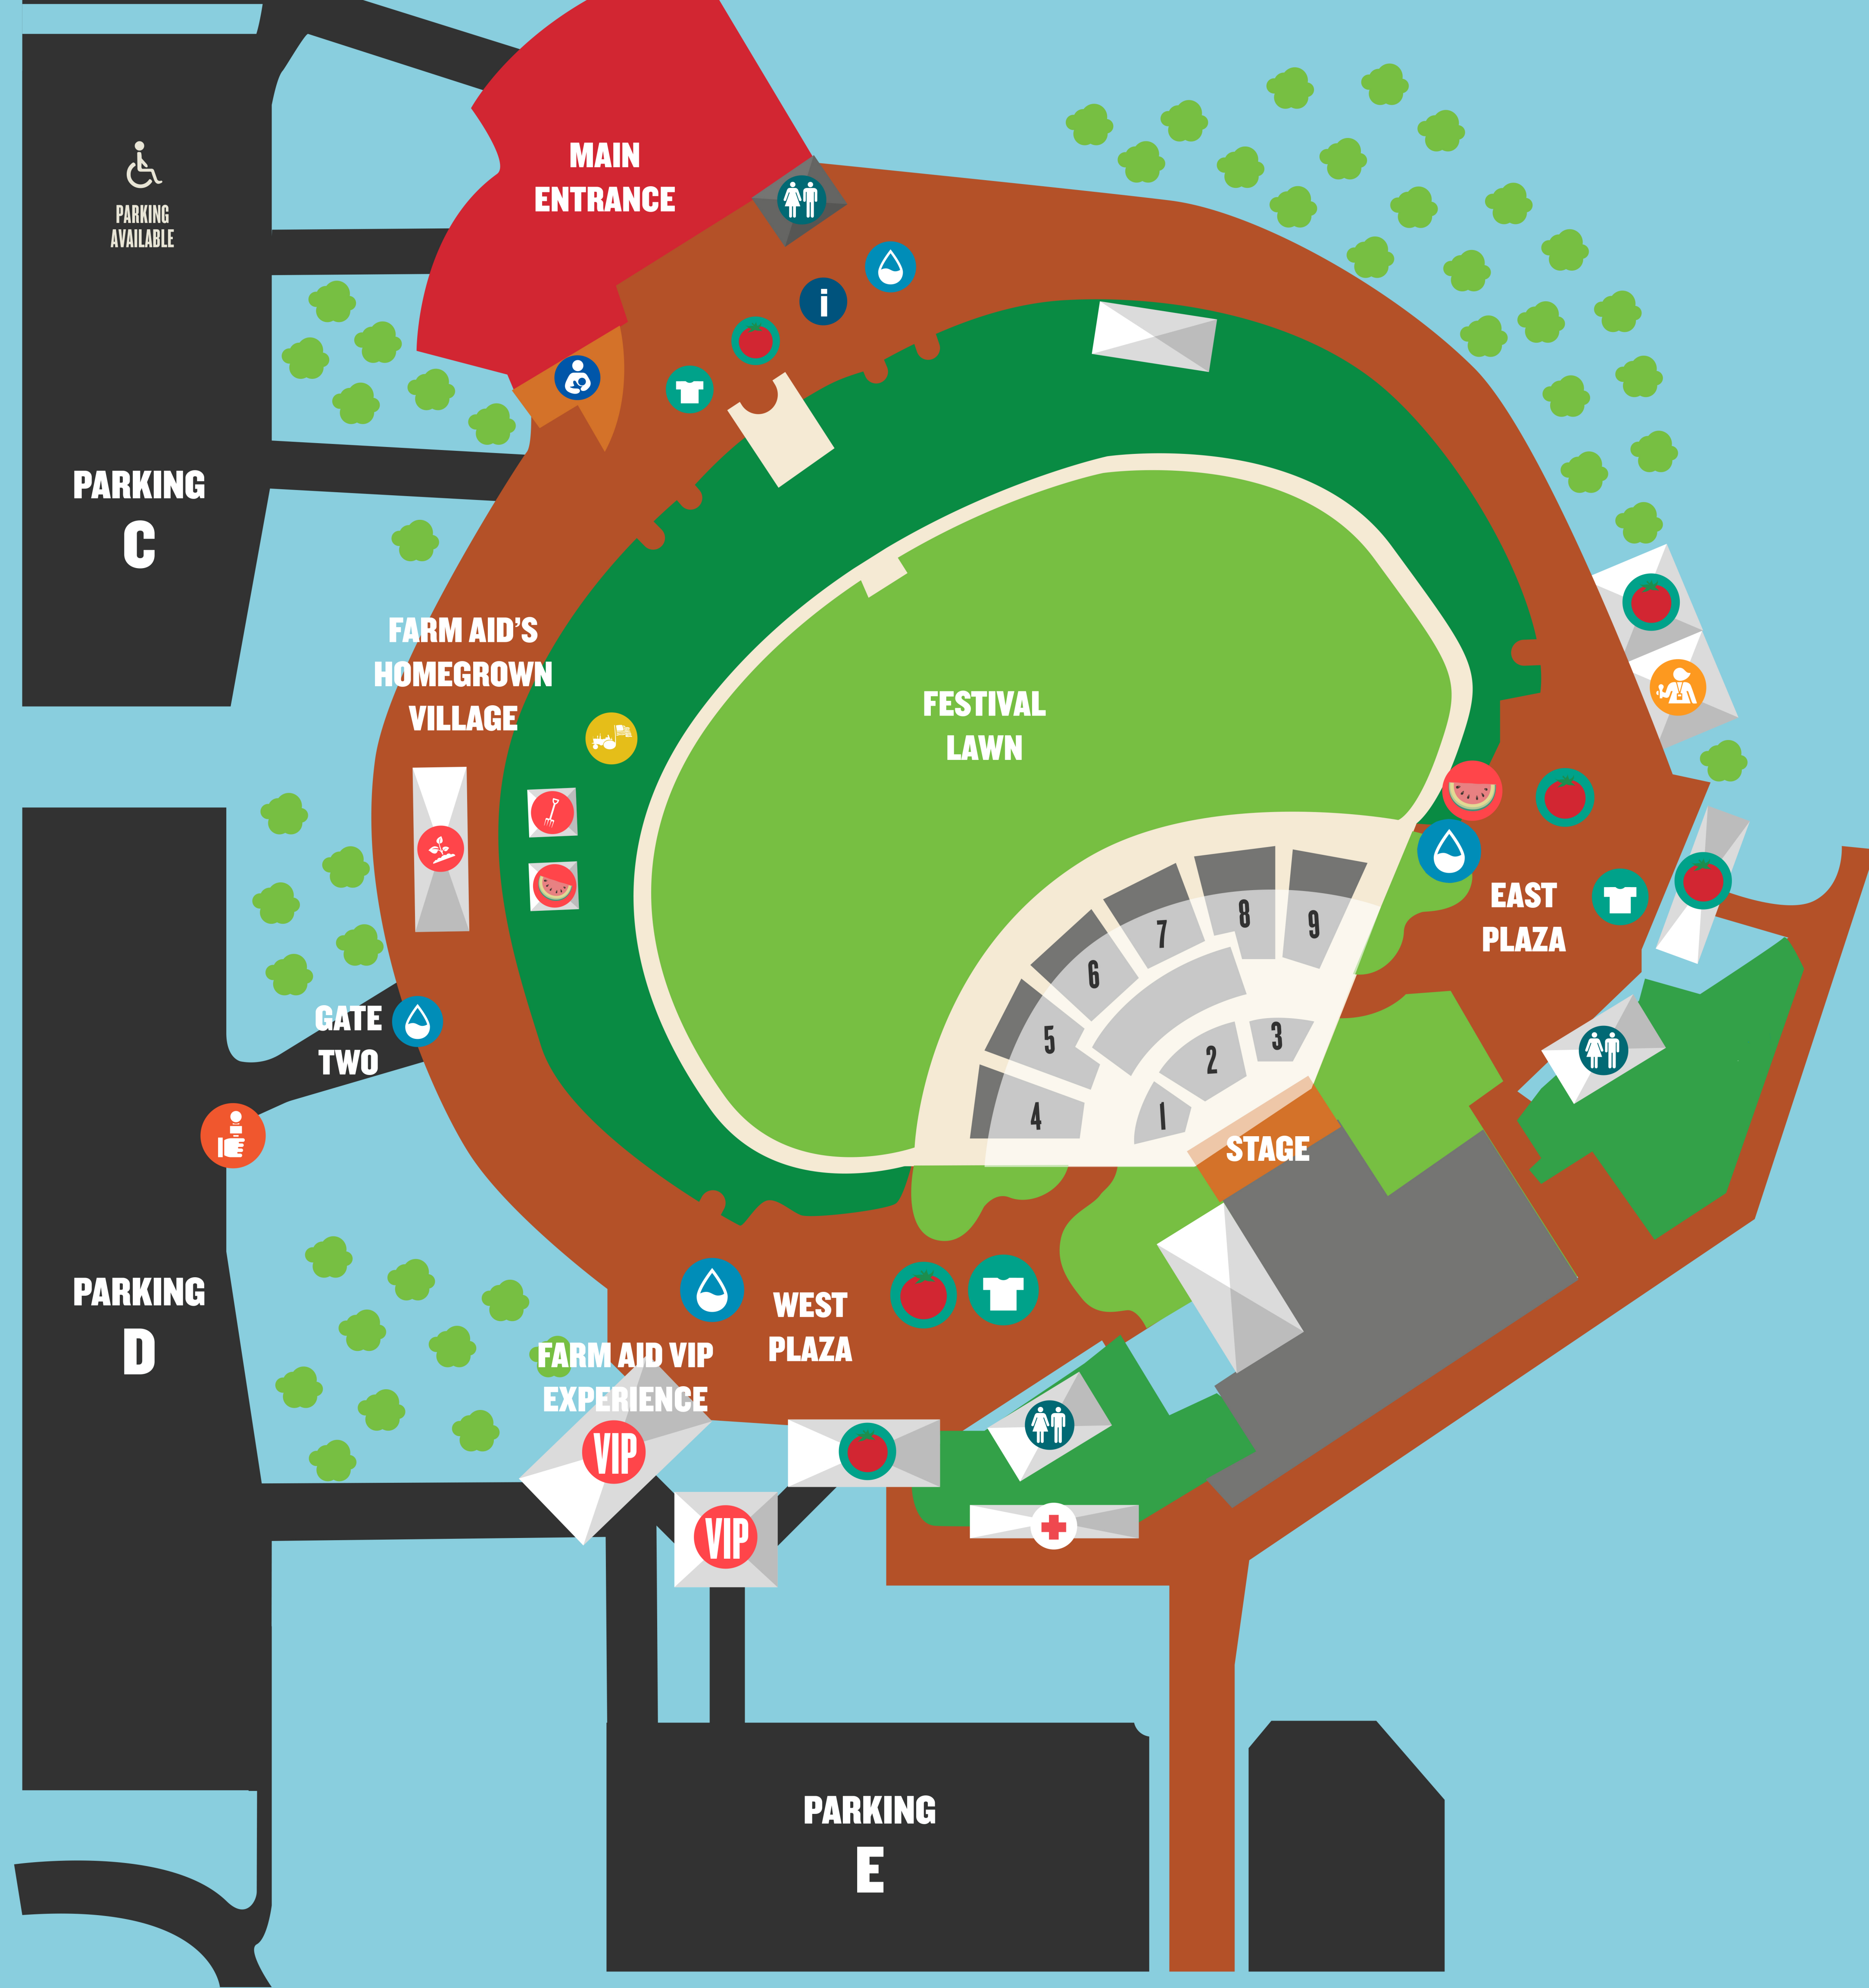 MAIN
ENTRANCE
PARKING
AVAILABLE
i
PARKING
C
FARM AID'S
HOMEGROWN
VILLAGE
FESTIVAL
LAWN
EAST
PLAZA
9
8
7
6
5
4
3
2
1
GATE
TWO
STAGE
PARKING
D
WEST
PLAZA
FARM AID VIP
EXPERIENCE
VIP
VIP
PARKING
E